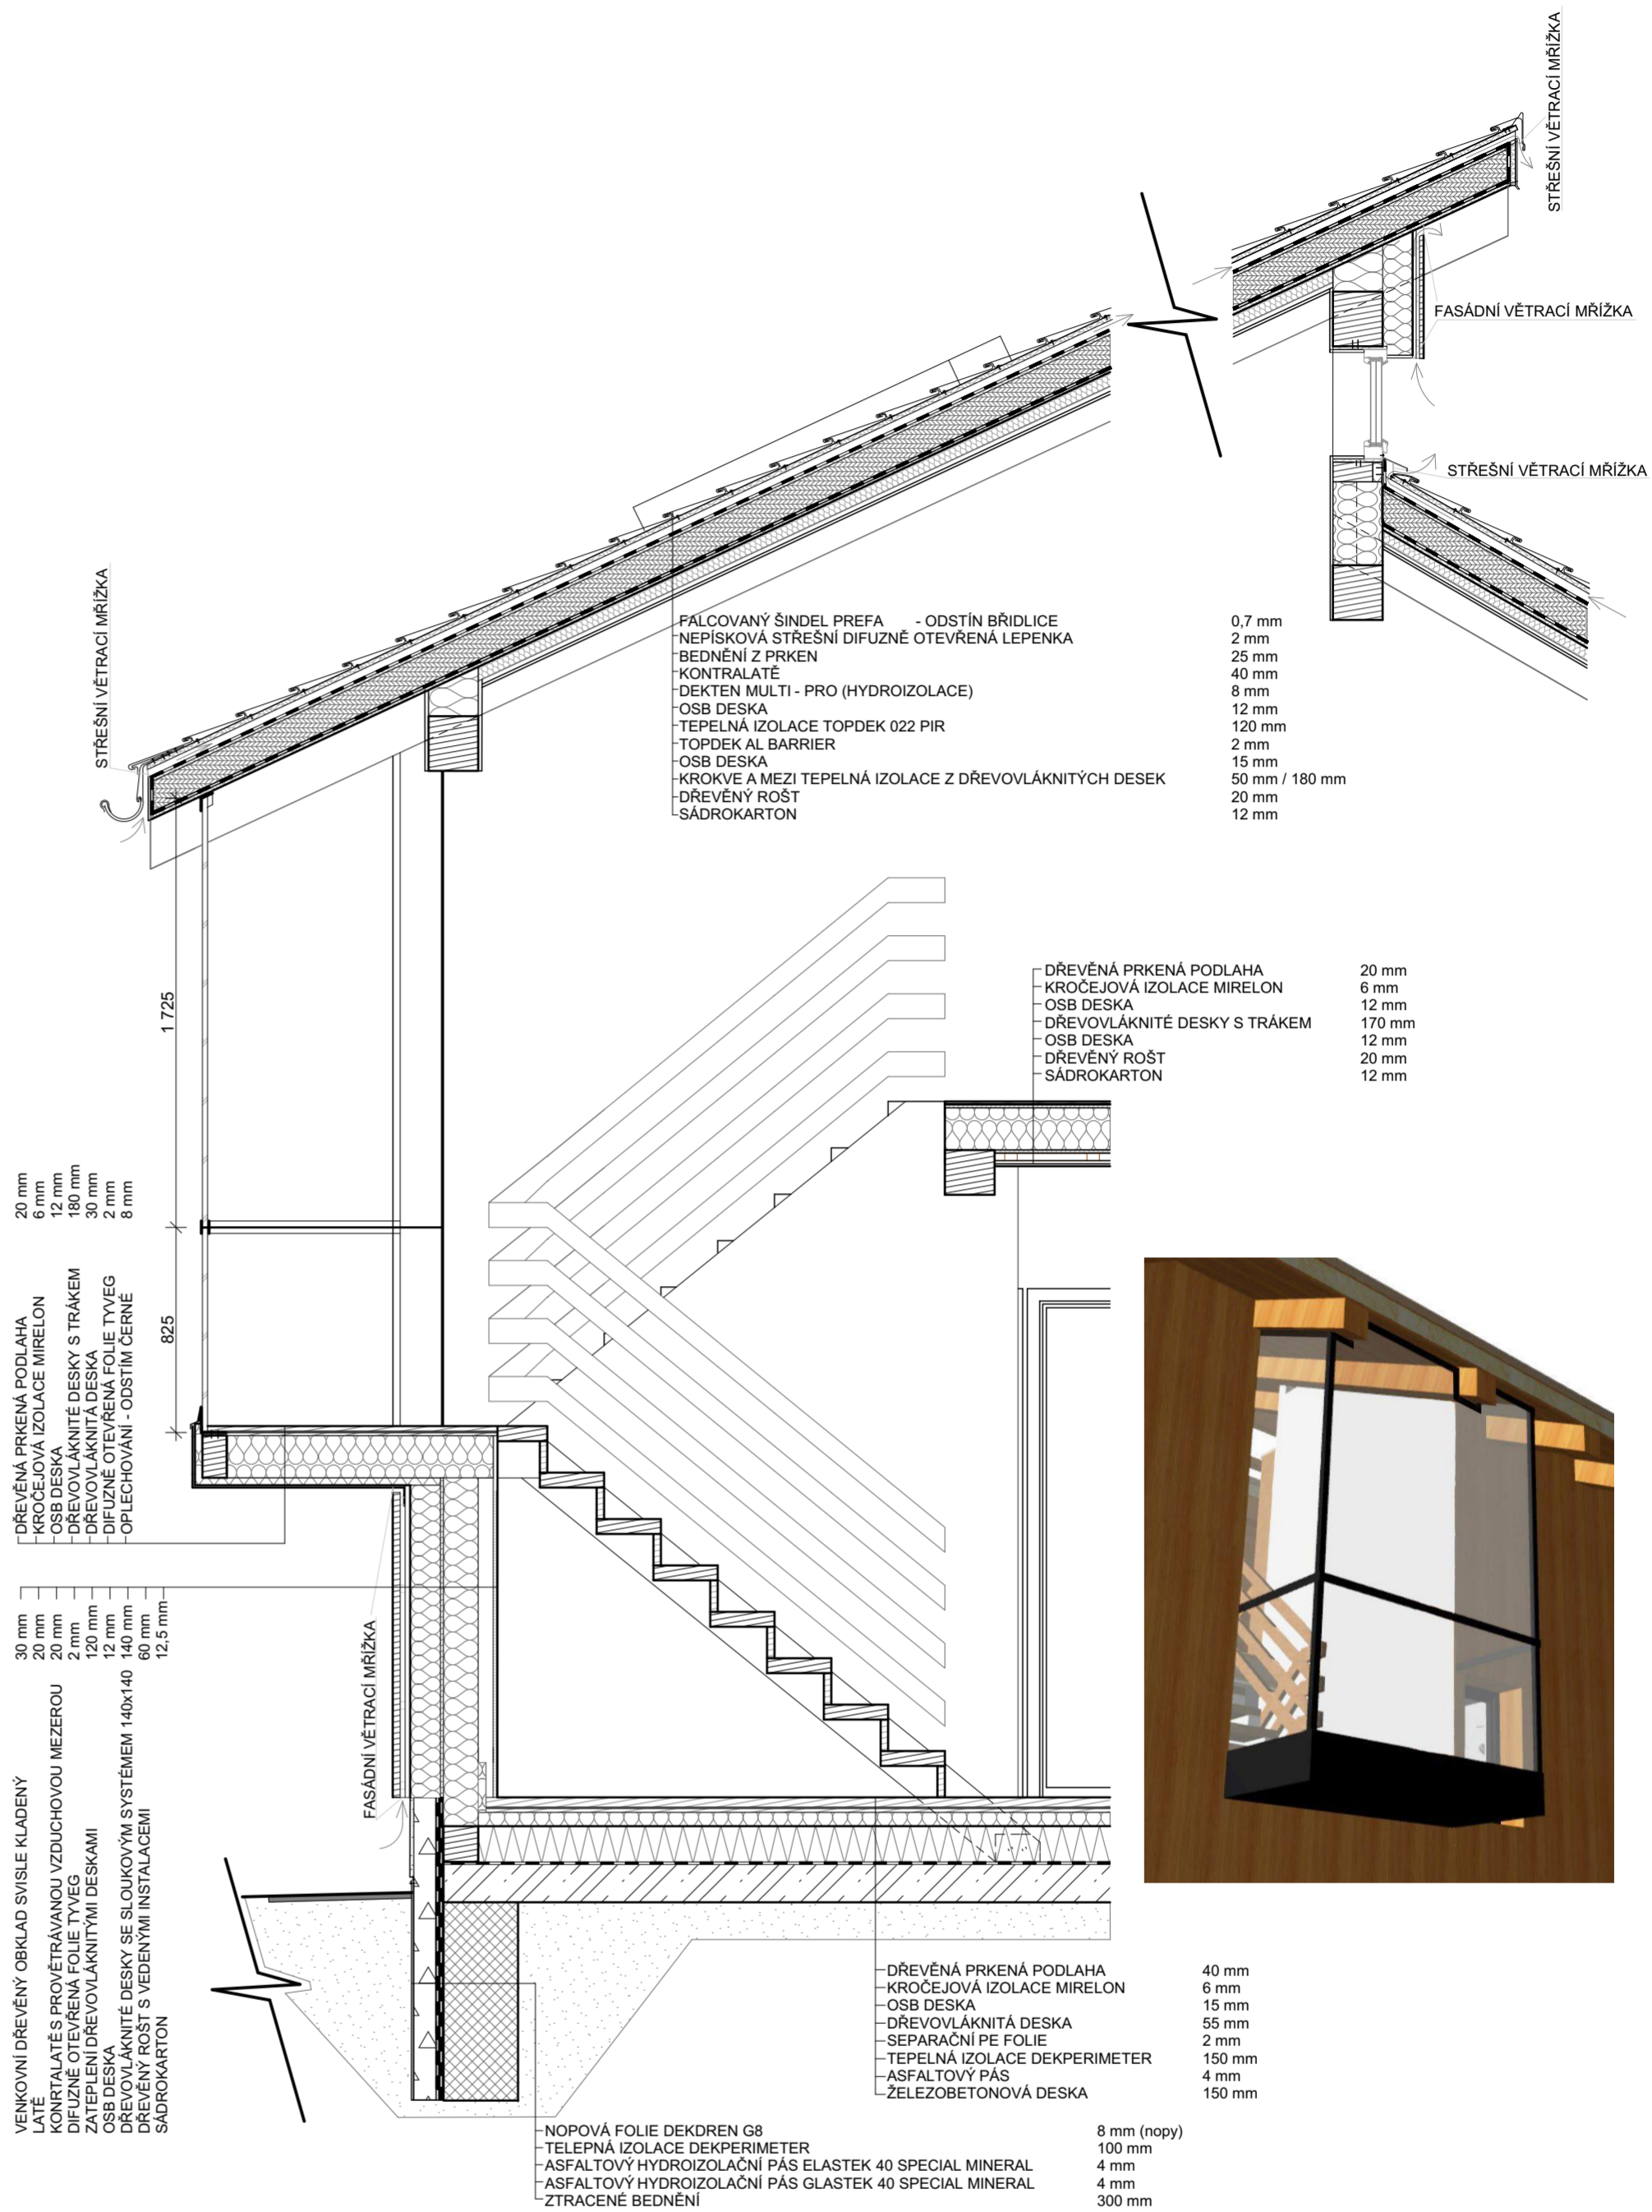 STŘEŠNÍ VĚTRACÍ MŘÍŽKA
FASÁDNÍ VĚTRACÍ MŘÍŽKA
STŘEŠNÍ VĚTRACÍ MŘÍŽKA
STŘEŠNÍ VĚTRACÍ MŘÍŽKA
FALCOVANÝ ŠINDEL PREFA - ODSTÍN BŘIDLICE 0,7 mm
NEPÍSKOVÁ STŘEŠNÍ DIFUZNĚ OTEVŘENÁ LEPENKA 2 mm
BEDNĚNÍ Z PRKEN 25 mm
KONTRALATĚ 40 mm
DEKTEN MULTI - PRO (HYDROIZOLACE) 8 mm
OSB DESKA 12 mm
TEPELNÁ IZOLACE TOPDEK 022 PIR 120 mm
TOPDEK AL BARRIER 2 mm
OSB DESKA 15 mm
KROKVE A MEZI TEPELNÁ IZOLACE Z DŘEVOVLÁKNITÝCH DESEK 50 mm / 180 mm
DŘEVĚNÝ ROŠT 20 mm
SÁDROKARTON 12 mm
DŘEVĚNÁ PRKENÁ PODLAHA 20 mm
KROČEJOVÁ IZOLACE MIRELON 6 mm
OSB DESKA 12 mm
DŘEVOVLÁKNITÉ DESKY S TRÁKEM 170 mm
OSB DESKA 12 mm
DŘEVĚNÝ ROŠT 20 mm
SÁDROKARTON 12 mm
1 725
825
DŘEVĚNÁ PRKENÁ PODLAHA 20 mm
KROČEJOVÁ IZOLACE MIRELON 6 mm
OSB DESKA 12 mm
DŘEVOVLÁKNITÉ DESKY S TRÁKEM 180 mm
DŘEVOVLÁKNITÁ DESKA 30 mm
DIFUZNĚ OTEVŘENÁ FOLIE TYVEG 2 mm
OPLECHOVÁNÍ - ODSTÍM ČERNÉ 8 mm
VENKOVNÍ DŘEVĚNÝ OBKLAD SVISLE KLADENÝ 30 mm
LATĚ 20 mm
KONRTALATĚ S PROVĚTRÁVANOU VZDUCHOVOU MEZEROU 20 mm
DIFUZNĚ OTEVŘENÁ FOLIE TYVEG 2 mm
ZATEPLENÍ DŘEVOVLÁKNITÝMI DESKAMI 120 mm
OSB DESKA 12 mm
DŘEVOVLÁKNITÉ DESKY SE SLOUKOVÝM SYSTÉMEM 140x140 140 mm
DŘEVĚNÝ ROŠT S VEDENÝMI INSTALACEMI 60 mm
SÁDROKARTON 12,5 mm
FASÁDNÍ VĚTRACÍ MŘÍŽKA
DŘEVĚNÁ PRKENÁ PODLAHA 40 mm
KROČEJOVÁ IZOLACE MIRELON 6 mm
OSB DESKA 15 mm
DŘEVOVLÁKNITÁ DESKA 55 mm
SEPARAČNÍ PE FOLIE 2 mm
TEPELNÁ IZOLACE DEKPERIMETER 150 mm
ASFALTOVÝ PÁS 4 mm
ŽELEZOBETONOVÁ DESKA 150 mm
NOPOVÁ FOLIE DEKDREN G8 8 mm (nopy)
TELEPNÁ IZOLACE DEKPERIMETER 100 mm
ASFALTOVÝ HYDROIZOLAČNÍ PÁS ELASTEK 40 SPECIAL MINERAL 4 mm
ASFALTOVÝ HYDROIZOLAČNÍ PÁS GLASTEK 40 SPECIAL MINERAL 4 mm
ZTRACENÉ BEDNĚNÍ 300 mm